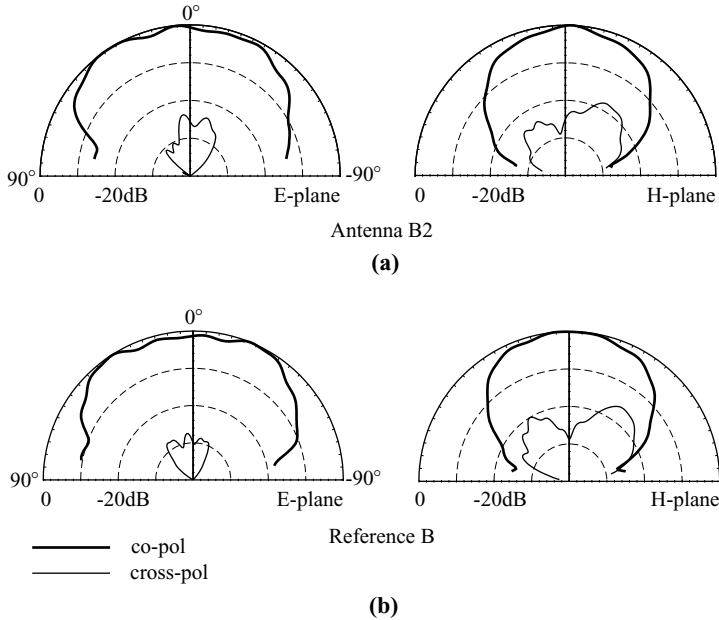 0°
90°
-90°
0
-20dB
E-plane
0
-20dB
H-plane
Antenna B2
(a)
0°
90°
-90°
0
-20dB
E-plane
0
-20dB
H-plane
Reference B
co-pol
cross-pol
(b)